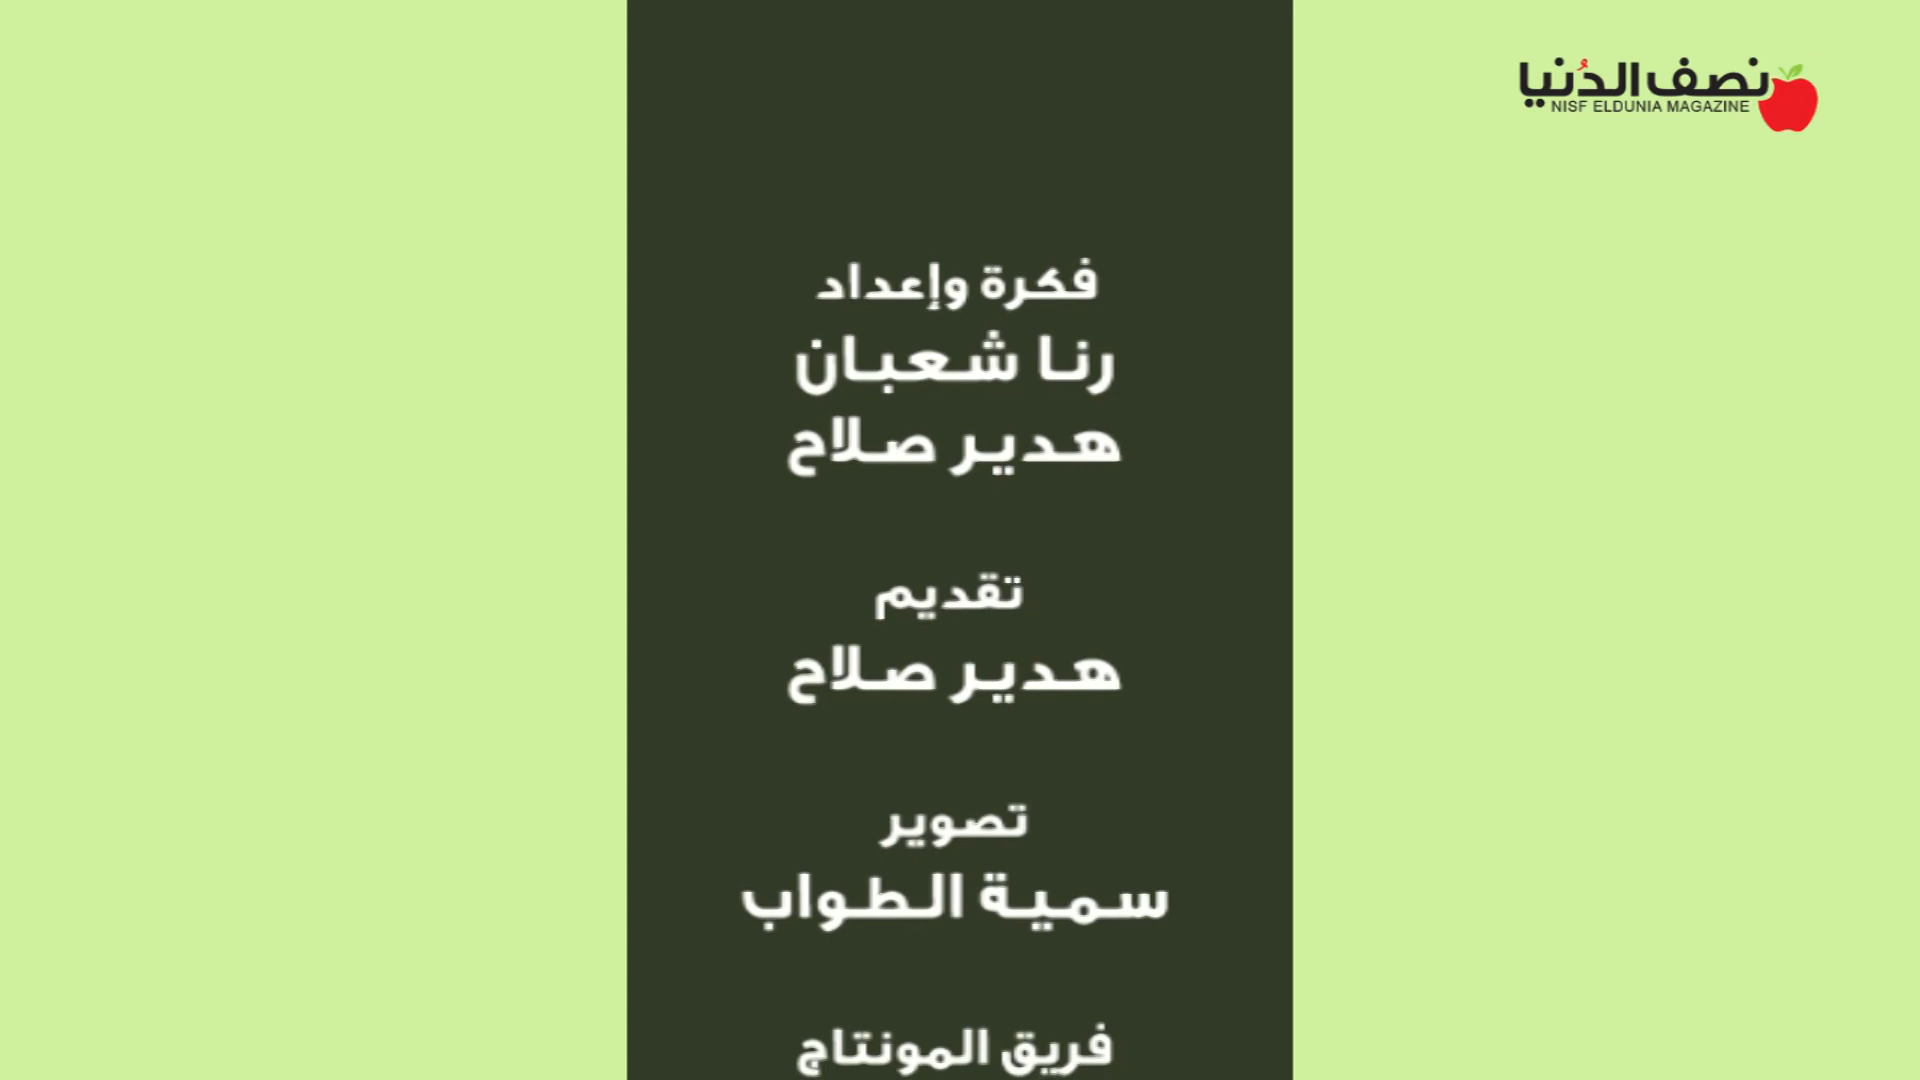 نصف الدُنيا
NISF ELDUNIA MAGAZINE
فكرة وإعداد
رنا شعبان
هدير صلاح
تقديم
هدير صلاح
تصوير
سمية الطواب
فريق المونتاج